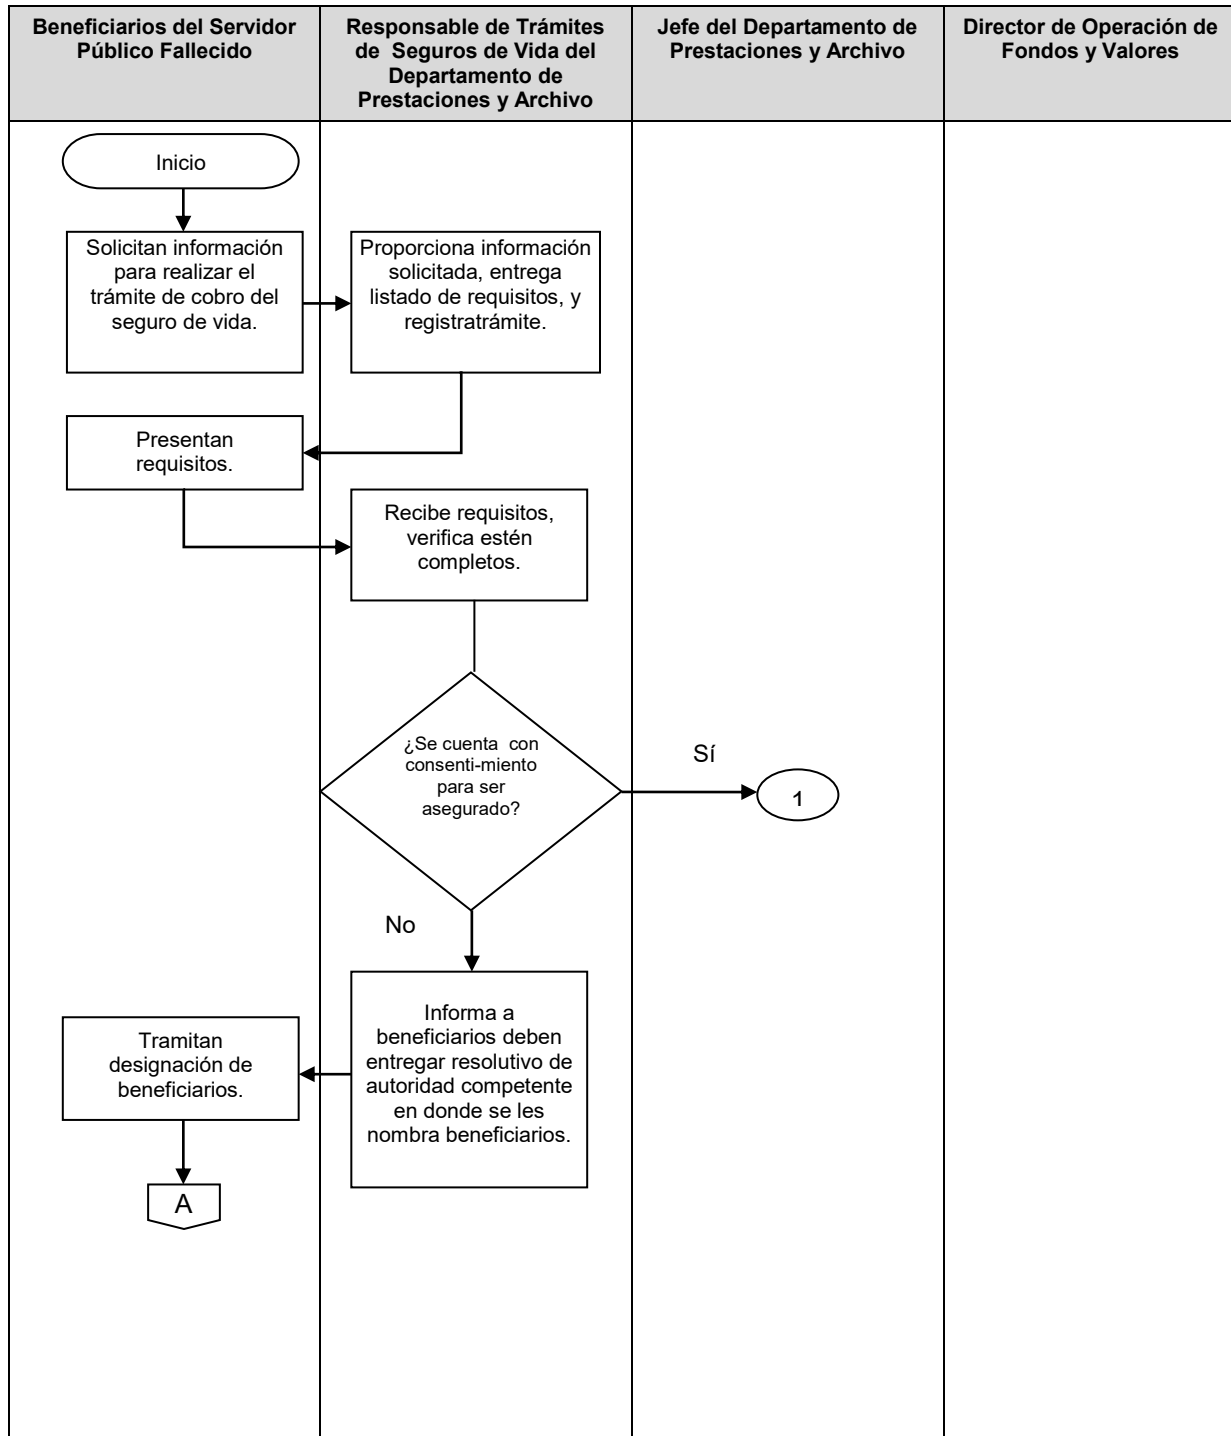 Beneficiarios del Servidor
Público Fallecido
Responsable de Trámites
de Seguros de Vida del
Departamento de
Prestaciones y Archivo
Jefe del Departamento de
Prestaciones y Archivo
Director de Operación de
Fondos y Valores
Inicio
Solicitan información
para realizar el
trámite de cobro del
seguro de vida.
Proporciona información
solicitada, entrega
listado de requisitos, y
registratrámite.
Presentan
requisitos.
Recibe requisitos,
verifica estén
completos.
¿Se cuenta con
consenti-miento
para ser
asegurado?
Sí
1
No
Informa a
beneficiarios deben
entregar resolutivo de
autoridad competente
en donde se les
nombra beneficiarios.
Tramitan
designación de
beneficiarios.
A